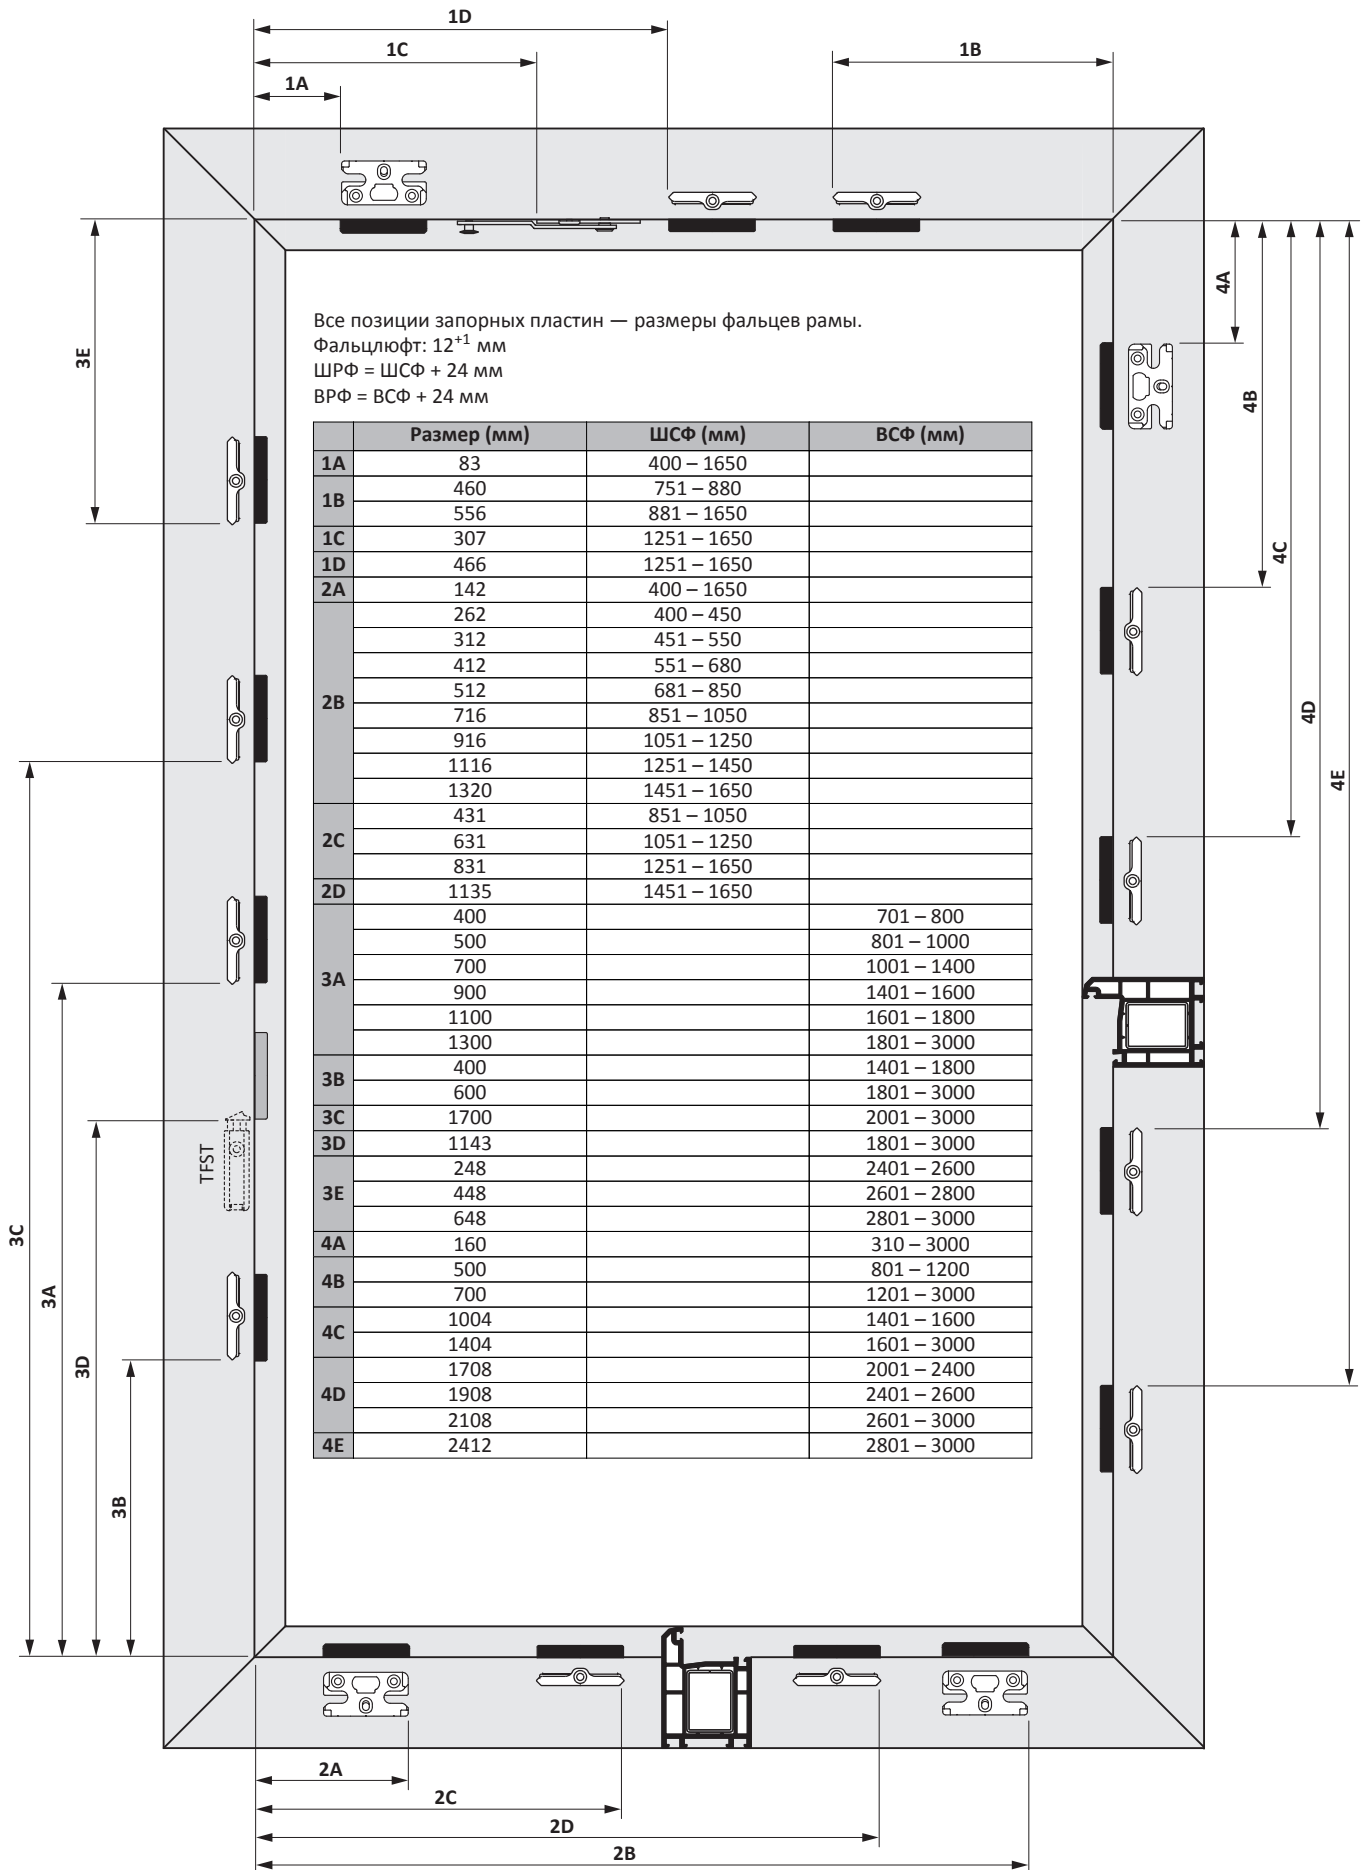 1D
1C
1B
1A
3E
4A
4B
4C
4D
4E
Все позиции запорных пластин — размеры фальцев рамы.
Фальцлюфт: 12+1 мм
ШРФ = ШСФ + 24 мм
ВРФ = ВСФ + 24 мм
Размер (мм) ШСФ (мм) ВСФ (мм)
1A 83 400 – 1650
1B 460 751 – 880
556 881 – 1650
1C 307 1251 – 1650
1D 466 1251 – 1650
2A 142 400 – 1650
2B 262 400 – 450
312 451 – 550
412 551 – 680
512 681 – 850
716 851 – 1050
916 1051 – 1250
1116 1251 – 1450
1320 1451 – 1650
2C 431 851 – 1050
631 1051 – 1250
831 1251 – 1650
2D 1135 1451 – 1650
3A 400 701 – 800
500 801 – 1000
700 1001 – 1400
900 1401 – 1600
1100 1601 – 1800
1300 1801 – 3000
3B 400 1401 – 1800
600 1801 – 3000
3C 1700 2001 – 3000
3D 1143 1801 – 3000
3E 248 2401 – 2600
448 2601 – 2800
648 2801 – 3000
4A 160 310 – 3000
4B 500 801 – 1200
700 1201 – 3000
4C 1004 1401 – 1600
1404 1601 – 3000
4D 1708 2001 – 2400
1908 2401 – 2600
2108 2601 – 3000
4E 2412 2801 – 3000
TFST
3C
3A
3D
3B
2A
2C
2D
2B